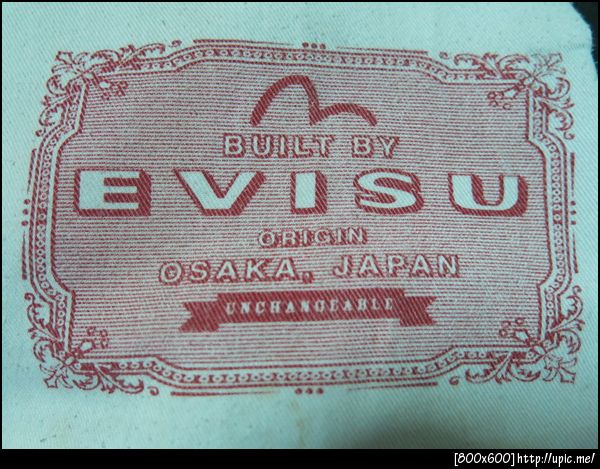 BUILT BY
EVISU
ORIGIN
OSAKA, JAPAN
UNCHANGEABLE
[800x600]http://upic.me/